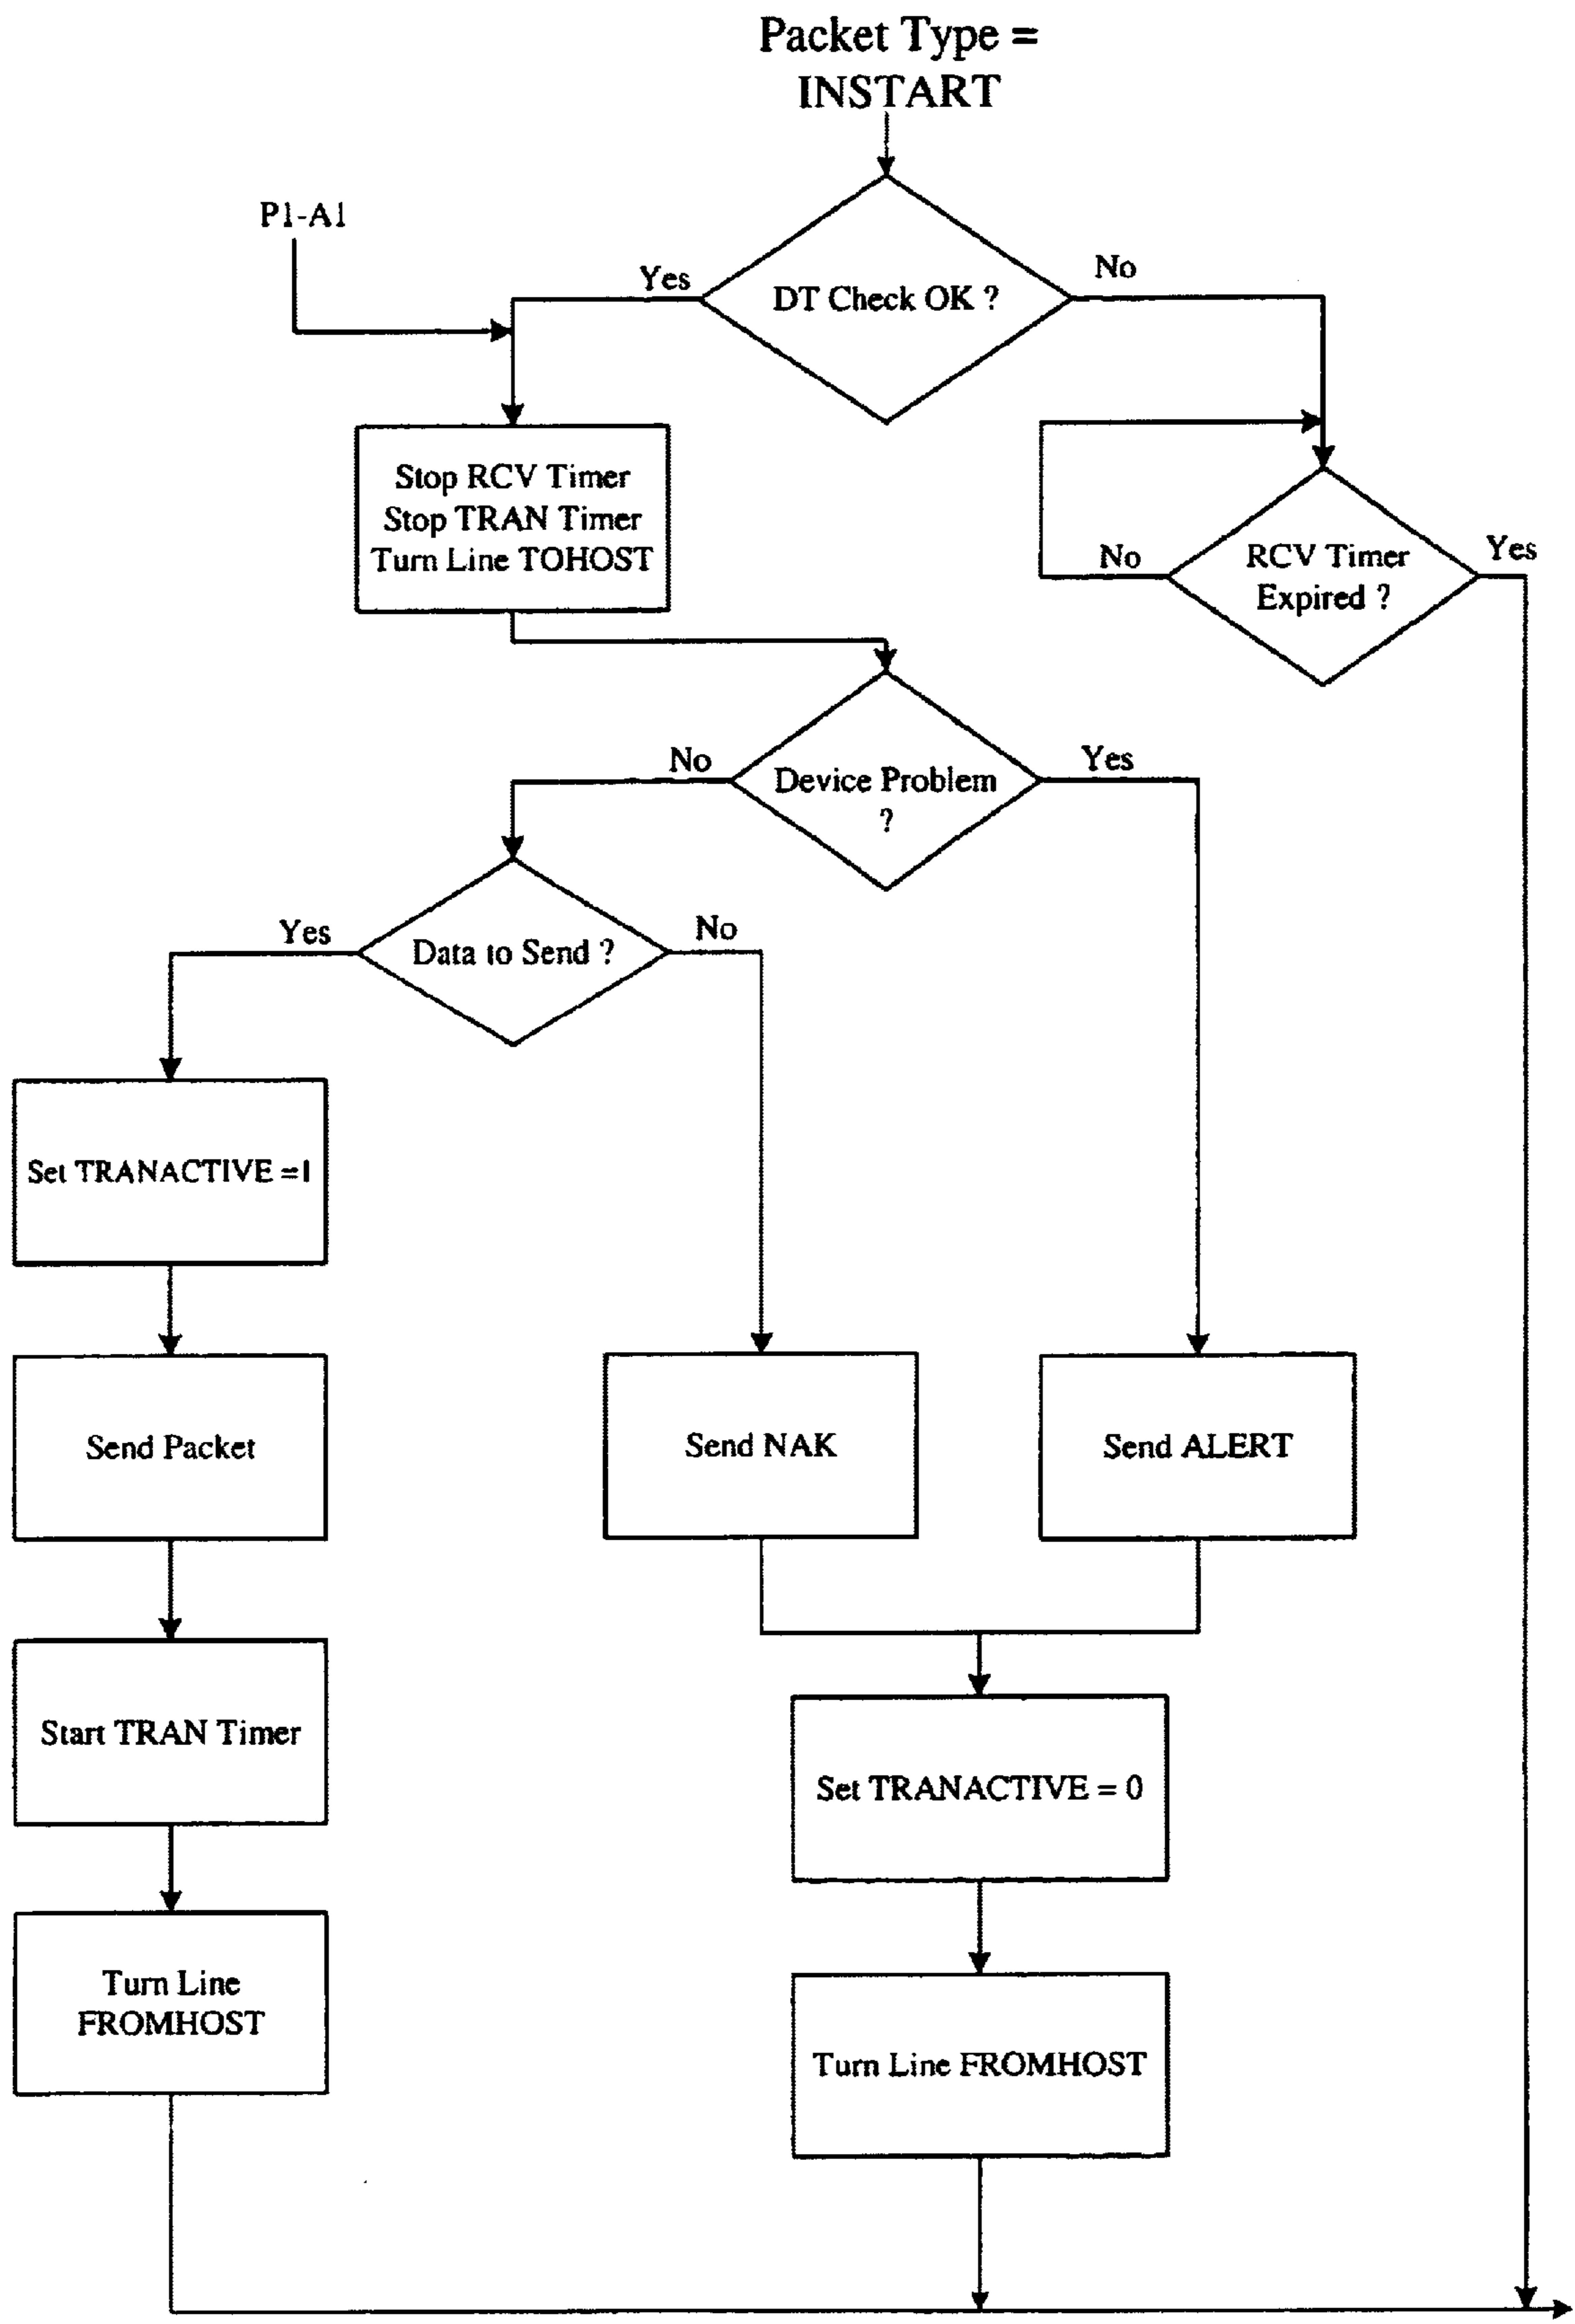 Packet Type =
INSTART
P1-A1
Yes
DT Check OK ?
No
Stop RCV Timer
Stop TRAN Timer
Turn Line TOHOST
No
RCV Timer
Expired ?
Yes
No
Device Problem
?
Yes
Yes
Data to Send ?
No
Set TRANACTIVE =1
Send Packet
Send NAK
Send ALERT
Start TRAN Timer
Set TRANACTIVE = 0
Turn Line
FROMHOST
Turn Line FROMHOST